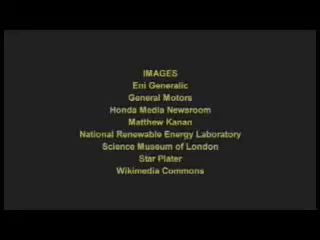 IMAGES
Eni Generalic
General Motors
Honda Media Newsroom
Matthew Kanan
National Renewable Energy Laboratory
Science Museum of London
Star Plater
Wikimedia Commons